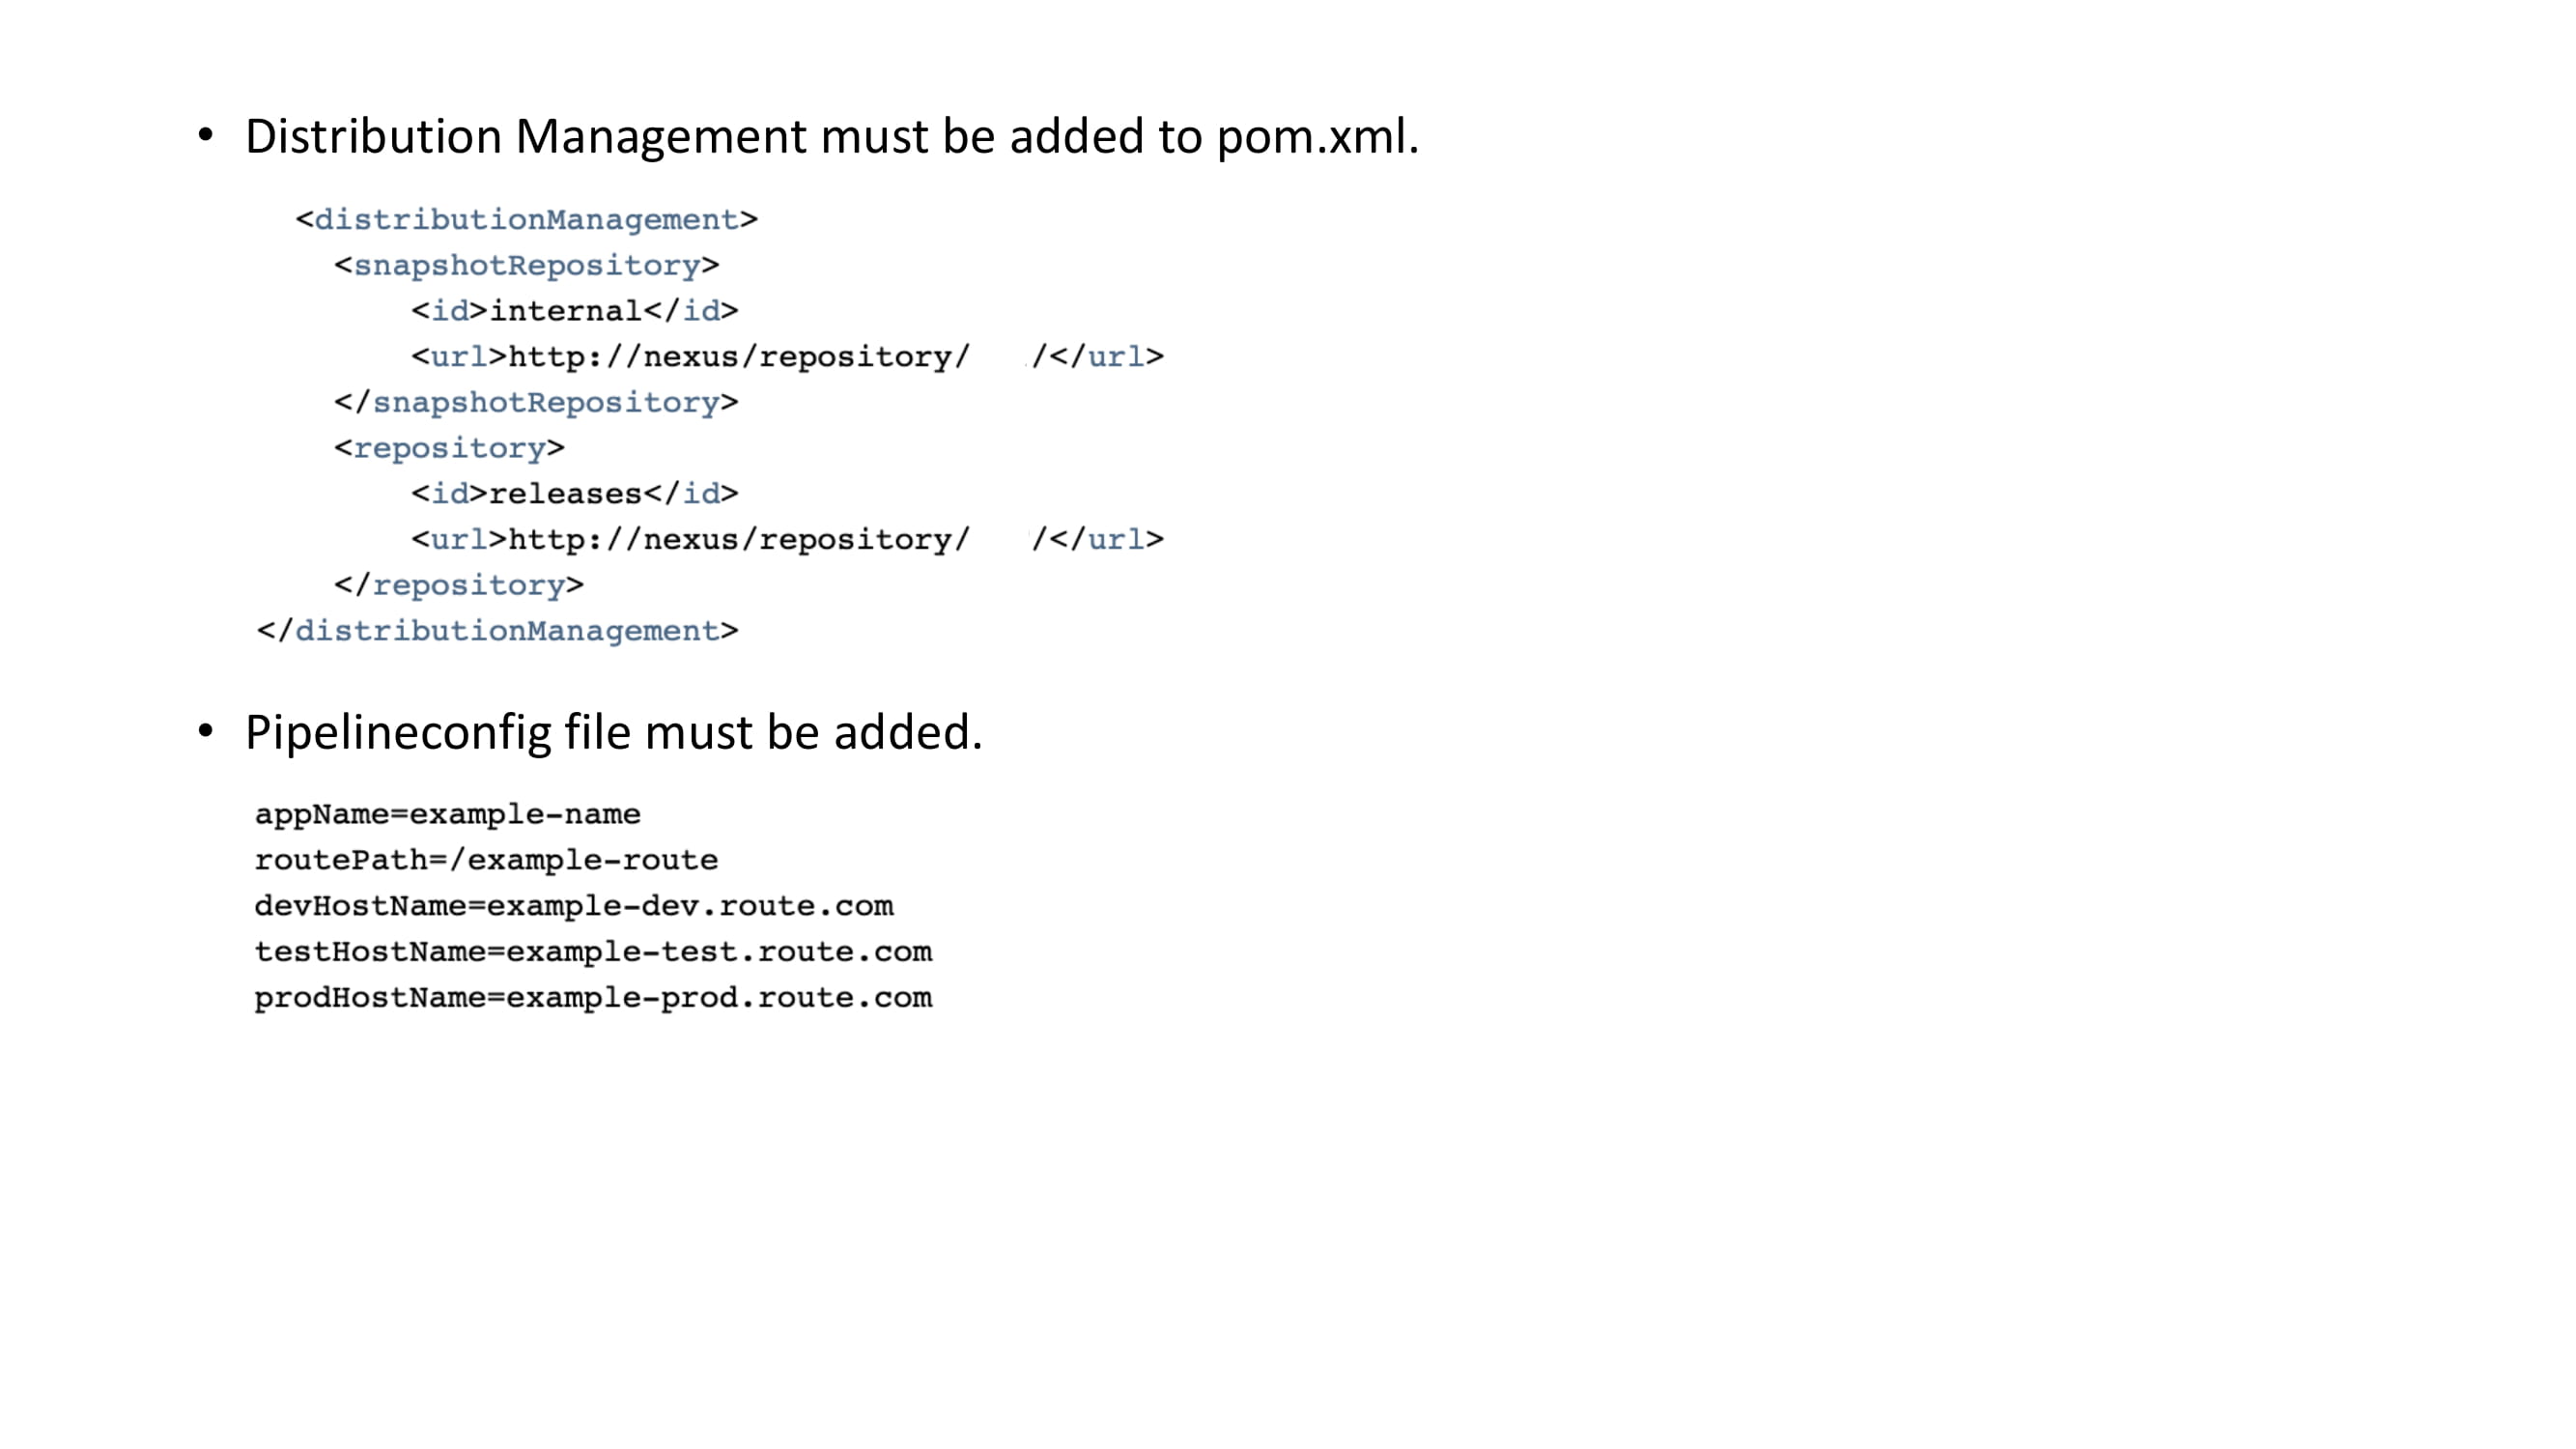 • Distribution Management must be added to pom.xml.
<distributionManagement>
<snapshotRepository>
<id>internal</id>
<url>http://nexus/repository/ /</url>
</snapshotRepository>
<repository>
<id>releases</id>
<url>http://nexus/repository/ /</url>
</repository>
</distributionManagement>
• Pipelineconfig file must be added.
appName=example-name
routePath=/example-route
devHostName=example-dev.route.com
testHostName=example-test.route.com
prodHostName=example-prod.route.com